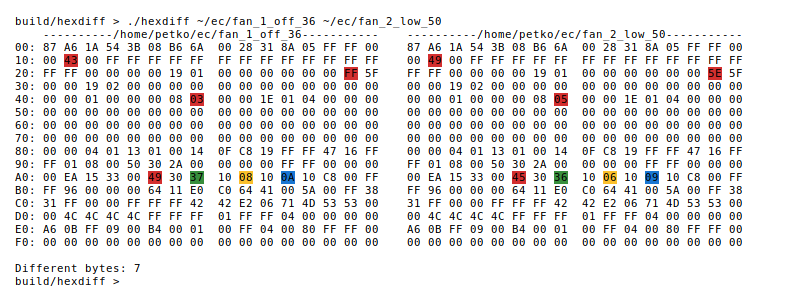 build/hexdiff > ./hexdiff ~/ec/fan_1_off_36 ~/ec/fan_2_low_50
----------/home/petko/ec/fan_1_off_36----------- ----------/home/petko/ec/fan_2_low_50-----------
00: 87 A6 1A 54 3B 08 B6 6A 00 28 31 8A 05 FF FF 00 87 A6 1A 54 3B 08 B6 6A 00 28 31 8A 05 FF FF 00
10: 00 43 00 FF FF FF FF FF FF FF FF FF FF FF FF FF 00 49 00 FF FF FF FF FF FF FF FF FF FF FF FF FF
20: FF FF 00 00 00 00 19 01 00 00 00 00 00 00 FF 5F FF FF 00 00 00 00 19 01 00 00 00 00 00 00 5E 5F
30: 00 00 19 02 00 00 00 00 00 00 00 00 00 00 00 00 00 00 19 02 00 00 00 00 00 00 00 00 00 00 00 00
40: 00 00 01 00 00 00 08 03 00 00 1E 01 04 00 00 00 00 00 01 00 00 00 08 05 00 00 1E 01 04 00 00 00
50: 00 00 00 00 00 00 00 00 00 00 00 00 00 00 00 00 00 00 00 00 00 00 00 00 00 00 00 00 00 00 00 00
60: 00 00 00 00 00 00 00 00 00 00 00 00 00 00 00 00 00 00 00 00 00 00 00 00 00 00 00 00 00 00 00 00
70: 00 00 00 00 00 00 00 00 00 00 00 00 00 00 00 00 00 00 00 00 00 00 00 00 00 00 00 00 00 00 00 00
80: 00 00 04 01 13 01 00 14 0F C8 19 FF FF 47 16 FF 00 00 04 01 13 01 00 14 0F C8 19 FF FF 47 16 FF
90: FF 01 08 00 50 30 2A 00 00 00 00 FF FF 00 00 FF FF 01 08 00 50 30 2A 00 00 00 00 FF FF 00 00 FF
A0: 00 EA 15 33 00 49 30 37 10 08 10 0A 10 C8 00 FF 00 EA 15 33 00 45 30 36 10 06 10 09 10 C8 00 FF
B0: FF 96 00 00 00 64 11 E0 C0 64 41 00 5A 00 FF 38 FF 96 00 00 00 64 11 E0 C0 64 41 00 5A 00 FF 38
C0: 31 FF 00 00 FF FF FF 42 42 E2 06 71 4D 53 53 00 31 FF 00 00 FF FF FF 42 42 E2 06 71 4D 53 53 00
D0: 00 4C 4C 4C 4C FF FF FF 01 FF FF 04 00 00 00 00 00 4C 4C 4C 4C FF FF FF 01 FF FF 04 00 00 00 00
E0: A6 0B FF 09 00 B4 00 01 00 FF 04 00 80 FF FF 00 A6 0B FF 09 00 B4 00 01 00 FF 04 00 80 FF FF 00
F0: 00 00 00 00 00 00 00 00 00 00 00 00 00 00 00 00 00 00 00 00 00 00 00 00 00 00 00 00 00 00 00 00
Different bytes: 7
build/hexdiff >